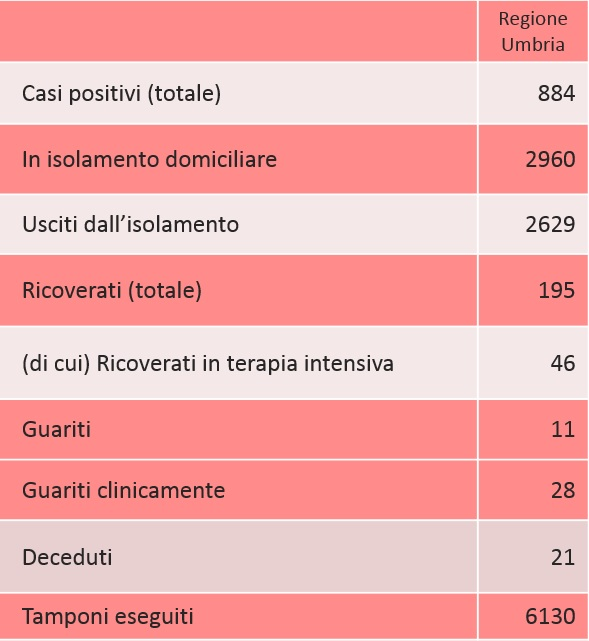 Regione
Umbria
Casi positivi (totale) 884
In isolamento domiciliare 2960
Usciti dall’isolamento 2629
Ricoverati (totale) 195
(di cui) Ricoverati in terapia intensiva 46
Guariti 11
Guariti clinicamente 28
Deceduti 21
Tamponi eseguiti 6130